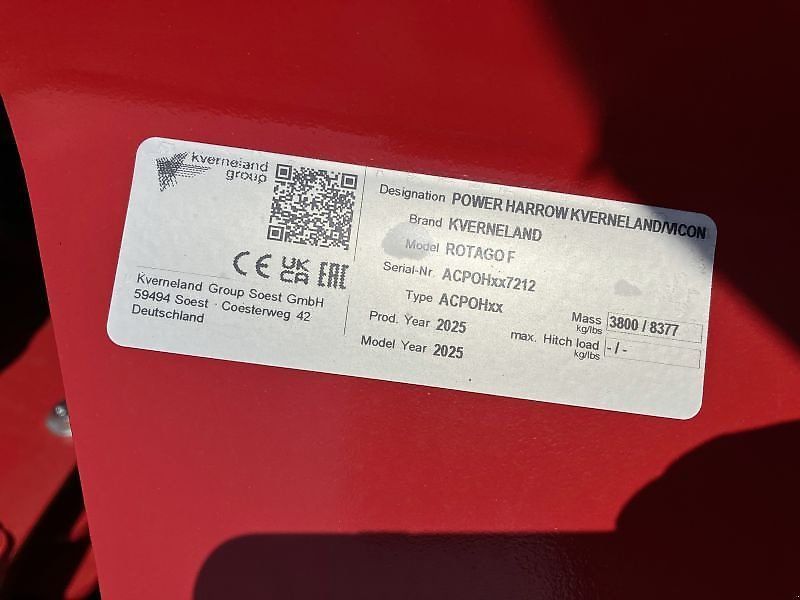 kverneland
group
CE UK CA EAC
Kverneland Group Soest GmbH
59494 Soest · Coesterweg 42
Deutschland
Designation POWER HARROW KVERNELAND/VICON
Brand KVERNELAND
Model ROTAGO F
Serial-Nr. ACPOHxx7212
Type ACPOHxx
Prod. Year 2025
Model Year 2025
Mass kg/lbs 3800 / 8377
max. Hitch load kg/lbs - / -